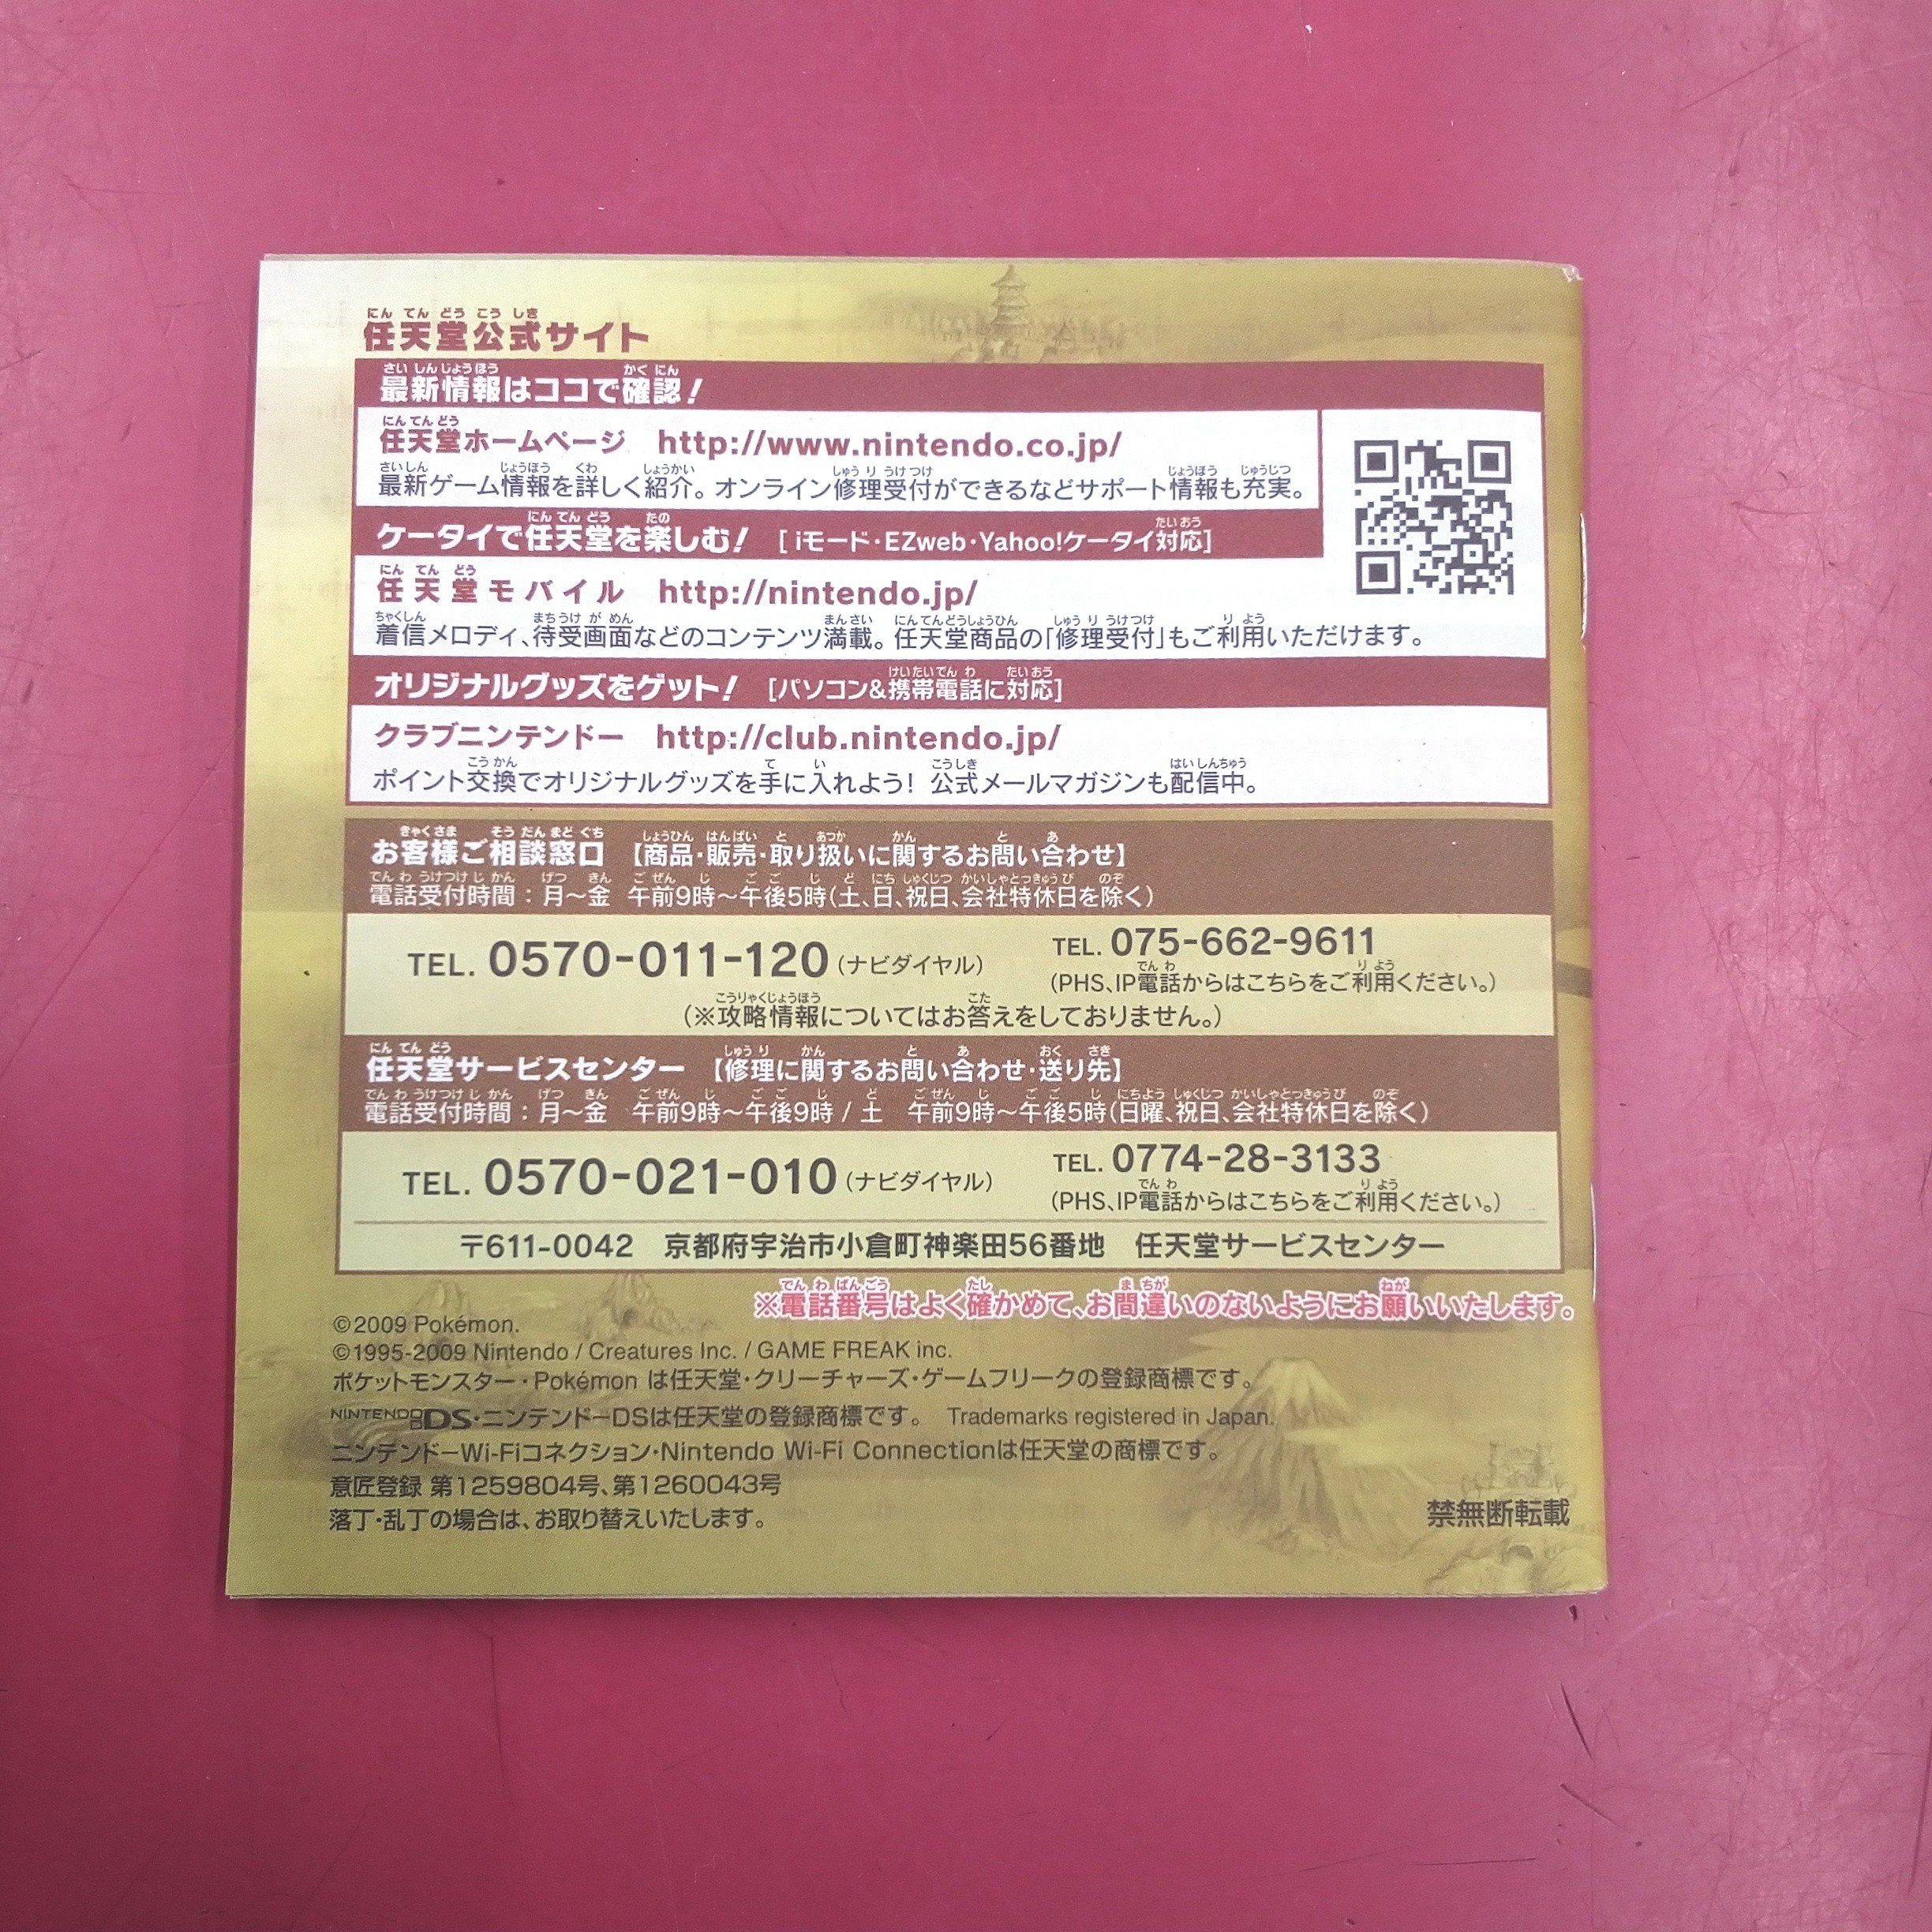 任天堂公式サイト
最新情報はココで確認！
任天堂ホームページ http://www.nintendo.co.jp/
最新ゲーム情報を詳しく紹介。オンライン修理受付ができるなどサポート情報も充実。
ケータイで任天堂を楽しむ！ [iモード・EZweb・Yahoo!ケータイ対応]
任天堂モバイル http://nintendo.jp/
着信メロディ、待受画面などのコンテンツ満載。任天堂商品の「修理受付」もご利用いただけます。
オリジナルグッズをゲット！ [パソコン&携帯電話に対応]
クラブニンテンドー http://club.nintendo.jp/
ポイント交換でオリジナルグッズを手に入れよう！ 公式メールマガジンも配信中。
お客様ご相談窓口 【商品・販売・取り扱いに関するお問い合わせ】
電話受付時間：月～金 午前9時～午後5時(土、日、祝日、会社特休日を除く)
TEL. 0570-011-120(ナビダイヤル) TEL. 075-662-9611
(PHS、IP電話からはこちらをご利用ください。)
(※攻略情報についてはお答えをしておりません。)
任天堂サービスセンター 【修理に関するお問い合わせ・送り先】
電話受付時間：月～金 午前9時～午後9時 / 土 午前9時～午後5時(日曜、祝日、会社特休日を除く)
TEL. 0570-021-010(ナビダイヤル) TEL. 0774-28-3133
(PHS、IP電話からはこちらをご利用ください。)
〒611-0042 京都府宇治市小倉町神楽田56番地 任天堂サービスセンター
※電話番号はよく確かめて、お間違いのないようにお願いいたします。
©2009 Pokémon.
©1995-2009 Nintendo / Creatures Inc. / GAME FREAK inc.
ポケットモンスター・Pokémon は任天堂・クリーチャーズ・ゲームフリークの登録商標です。
NINTENDO DS・ニンテンドーDSは任天堂の登録商標です。 Trademarks registered in Japan.
ニンテンドーWi-Fiコネクション・Nintendo Wi-Fi Connectionは任天堂の商標です。
意匠登録 第1259804号、第1260043号
落丁・乱丁の場合は、お取り替えいたします。
禁無断転載